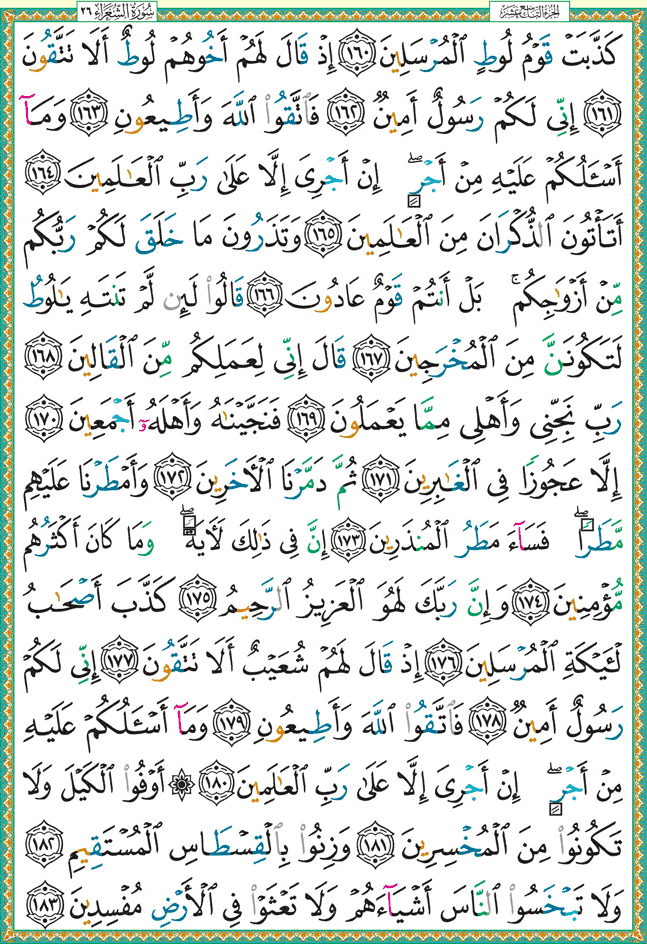 سُورَةُ الشُّعَرَاءِ ٢٦
الجزء التاسع عشر
كَذَّبَتْ قَوْمُ لُوطٍ ٱلْمُرْسَلِينَ ١٦٠ إِذْ قَالَ لَهُمْ أَخُوهُمْ لُوطٌ أَلَا تَتَّقُونَ
١٦١ إِنِّى لَكُمْ رَسُولٌ أَمِينٌ ١٦٢ فَٱتَّقُوا۟ ٱللَّهَ وَأَطِيعُونِ ١٦٣ وَمَآ
أَسْـَٔلُكُمْ عَلَيْهِ مِنْ أَجْرٍ ۖ إِنْ أَجْرِىَ إِلَّا عَلَىٰ رَبِّ ٱلْعَـٰلَمِينَ ١٦٤
أَتَأْتُونَ ٱلذُّكْرَانَ مِنَ ٱلْعَـٰلَمِينَ ١٦٥ وَتَذَرُونَ مَا خَلَقَ لَكُمْ رَبُّكُم
مِّنْ أَزْوَٰجِكُم ۚ بَلْ أَنتُمْ قَوْمٌ عَادُونَ ١٦٦ قَالُوا۟ لَئِن لَّمْ تَنتَهِ يَـٰلُوطُ
لَتَكُونَنَّ مِنَ ٱلْمُخْرَجِينَ ١٦٧ قَالَ إِنِّى لِعَمَلِكُم مِّنَ ٱلْقَالِينَ ١٦٨
رَبِّ نَجِّنِى وَأَهْلِى مِمَّا يَعْمَلُونَ ١٦٩ فَنَجَّيْنَـٰهُ وَأَهْلَهُۥٓ أَجْمَعِينَ ١٧٠
إِلَّا عَجُوزًا فِى ٱلْغَـٰبِرِينَ ١٧١ ثُمَّ دَمَّرْنَا ٱلْـَٔاخَرِينَ ١٧٢ وَأَمْطَرْنَا عَلَيْهِم
مَّطَرًا ۖ فَسَآءَ مَطَرُ ٱلْمُنذَرِينَ ١٧٣ إِنَّ فِى ذَٰلِكَ لَـَٔايَةً ۖ وَمَا كَانَ أَكْثَرُهُم
مُّؤْمِنِينَ ١٧٤ وَإِنَّ رَبَّكَ لَهُوَ ٱلْعَزِيزُ ٱلرَّحِيمُ ١٧٥ كَذَّبَ أَصْحَـٰبُ
لْـَٔيْكَةِ ٱلْمُرْسَلِينَ ١٧٦ إِذْ قَالَ لَهُمْ شُعَيْبٌ أَلَا تَتَّقُونَ ١٧٧ إِنِّى لَكُمْ
رَسُولٌ أَمِينٌ ١٧٨ فَٱتَّقُوا۟ ٱللَّهَ وَأَطِيعُونِ ١٧٩ وَمَآ أَسْـَٔلُكُمْ عَلَيْهِ
مِنْ أَجْرٍ ۖ إِنْ أَجْرِىَ إِلَّا عَلَىٰ رَبِّ ٱلْعَـٰلَمِينَ ١٨٠ ۞ أَوْفُوا۟ ٱلْكَيْلَ وَلَا
تَكُونُوا۟ مِنَ ٱلْمُخْسِرِينَ ١٨١ وَزِنُوا۟ بِٱلْقِسْطَاسِ ٱلْمُسْتَقِيمِ ١٨٢
وَلَا تَبْخَسُوا۟ ٱلنَّاسَ أَشْيَآءَهُمْ وَلَا تَعْثَوْا۟ فِى ٱلْأَرْضِ مُفْسِدِينَ ١٨٣